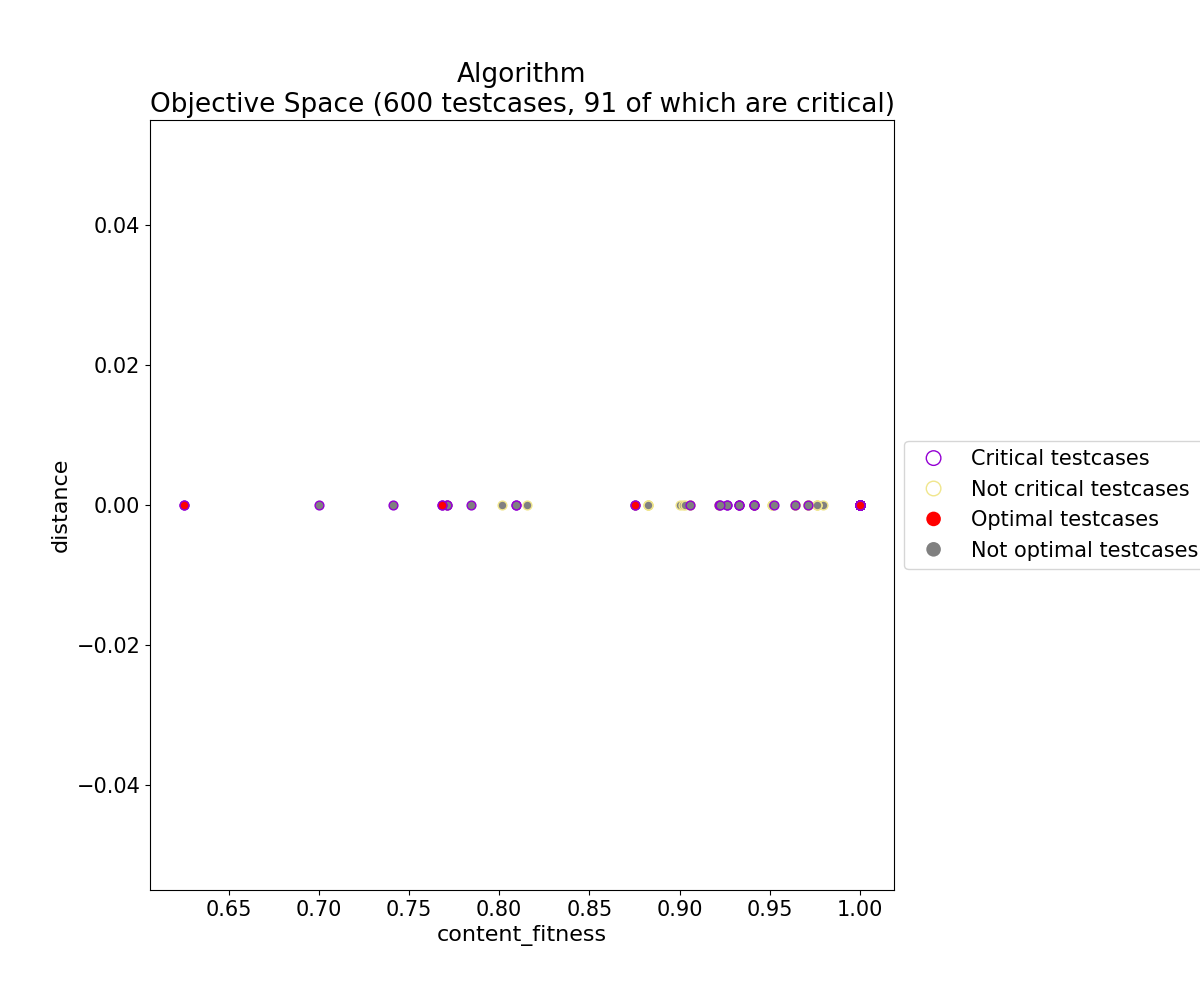 Algorithm
Objective Space (600 testcases, 91 of which are critical)
0.04
0.02
0.00
−0.02
−0.04
distance
0.65 0.70 0.75 0.80 0.85 0.90 0.95 1.00
content_fitness
Critical testcases
Not critical testcases
Optimal testcases
Not optimal testcases